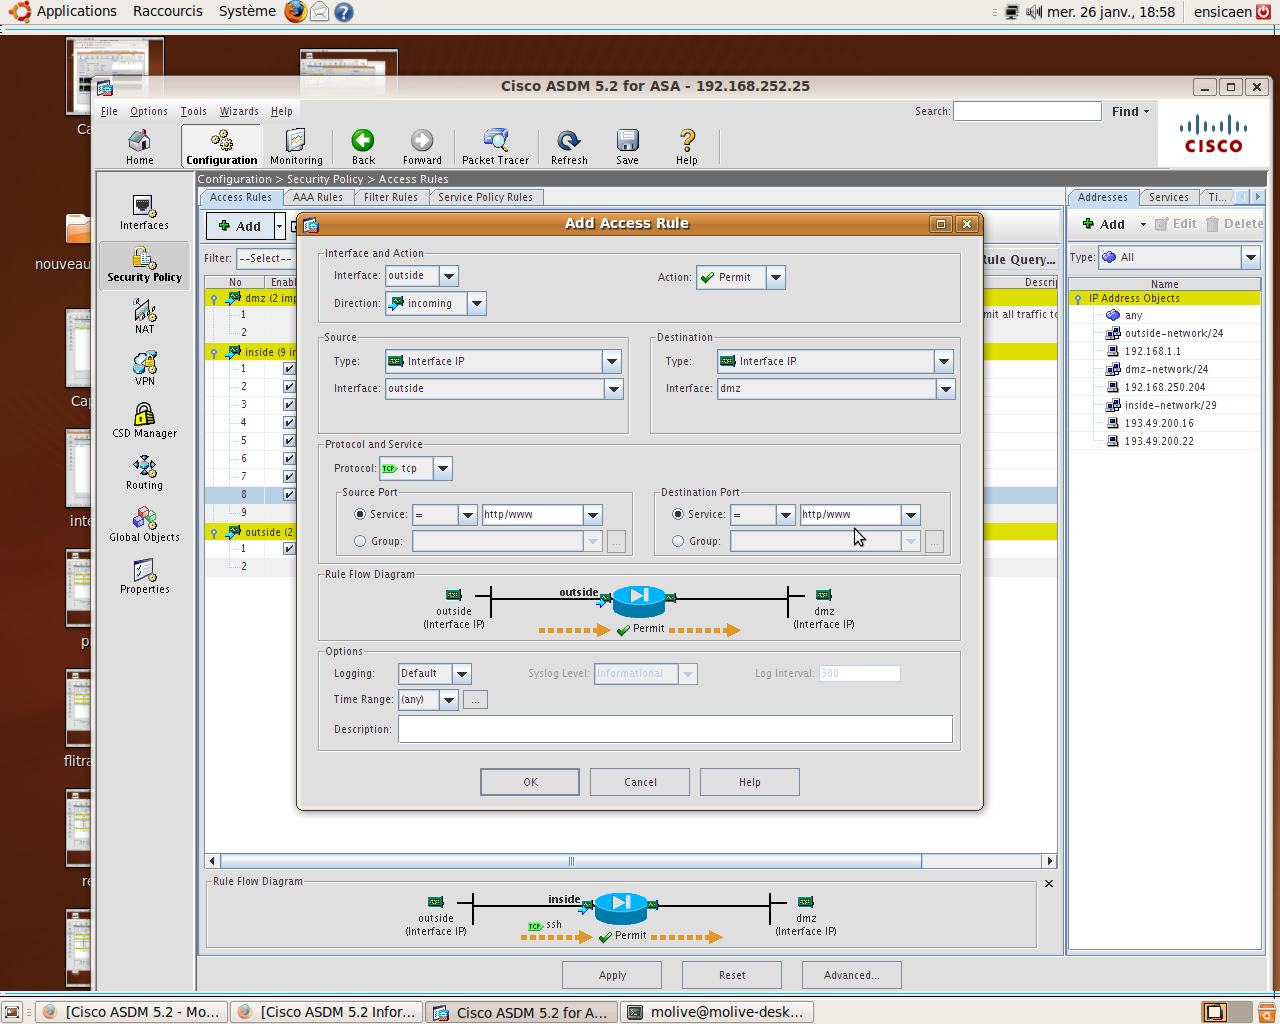 Applications Raccourcis Système mer. 26 janv., 18:58 ensicaen
Cisco ASDM 5.2 for ASA - 192.168.252.25
File Options Tools Wizards Help Search: Find
Home Configuration Monitoring Back Forward Packet Tracer Refresh Save Help
CISCO
Configuration > Security Policy > Access Rules
Access Rules AAA Rules Filter Rules Service Policy Rules Addresses Services Ti...
Add Add Edit Delete
Filter: --Select-- Rule Query... Type: All
No Enabl Descrip Name
Interfaces
Security Policy
NAT
VPN
CSD Manager
Routing
Global Objects
Properties
dmz (2 imp
1 mit all traffic to
2
inside (9 in
1
2
3
4
5
6
7
8
9
outside (2
1
2
IP Address Objects
any
outside-network/24
192.168.1.1
dmz-network/24
192.168.250.204
inside-network/29
193.49.200.16
193.49.200.22
Add Access Rule
Interface and Action
Interface: outside Action: Permit
Direction: incoming
Source Destination
Type: Interface IP Type: Interface IP
Interface: outside Interface: dmz
Protocol and Service
Protocol: TCP tcp
Source Port Destination Port
Service: = http/www Service: = http/www
Group: ... Group: ...
Rule Flow Diagram
outside
outside dmz
(Interface IP) (Interface IP)
Permit
Options
Logging: Default Syslog Level: Informational Log Interval: 300
Time Range: (any) ...
Description:
OK Cancel Help
Rule Flow Diagram
inside
outside dmz
(Interface IP) (Interface IP)
TCP ssh
Permit
Apply Reset Advanced...
Ca
nouveau
Cap
inte
p
flitra
re
[Cisco ASDM 5.2 - Mo... [Cisco ASDM 5.2 Infor... Cisco ASDM 5.2 for A... molive@molive-desk...